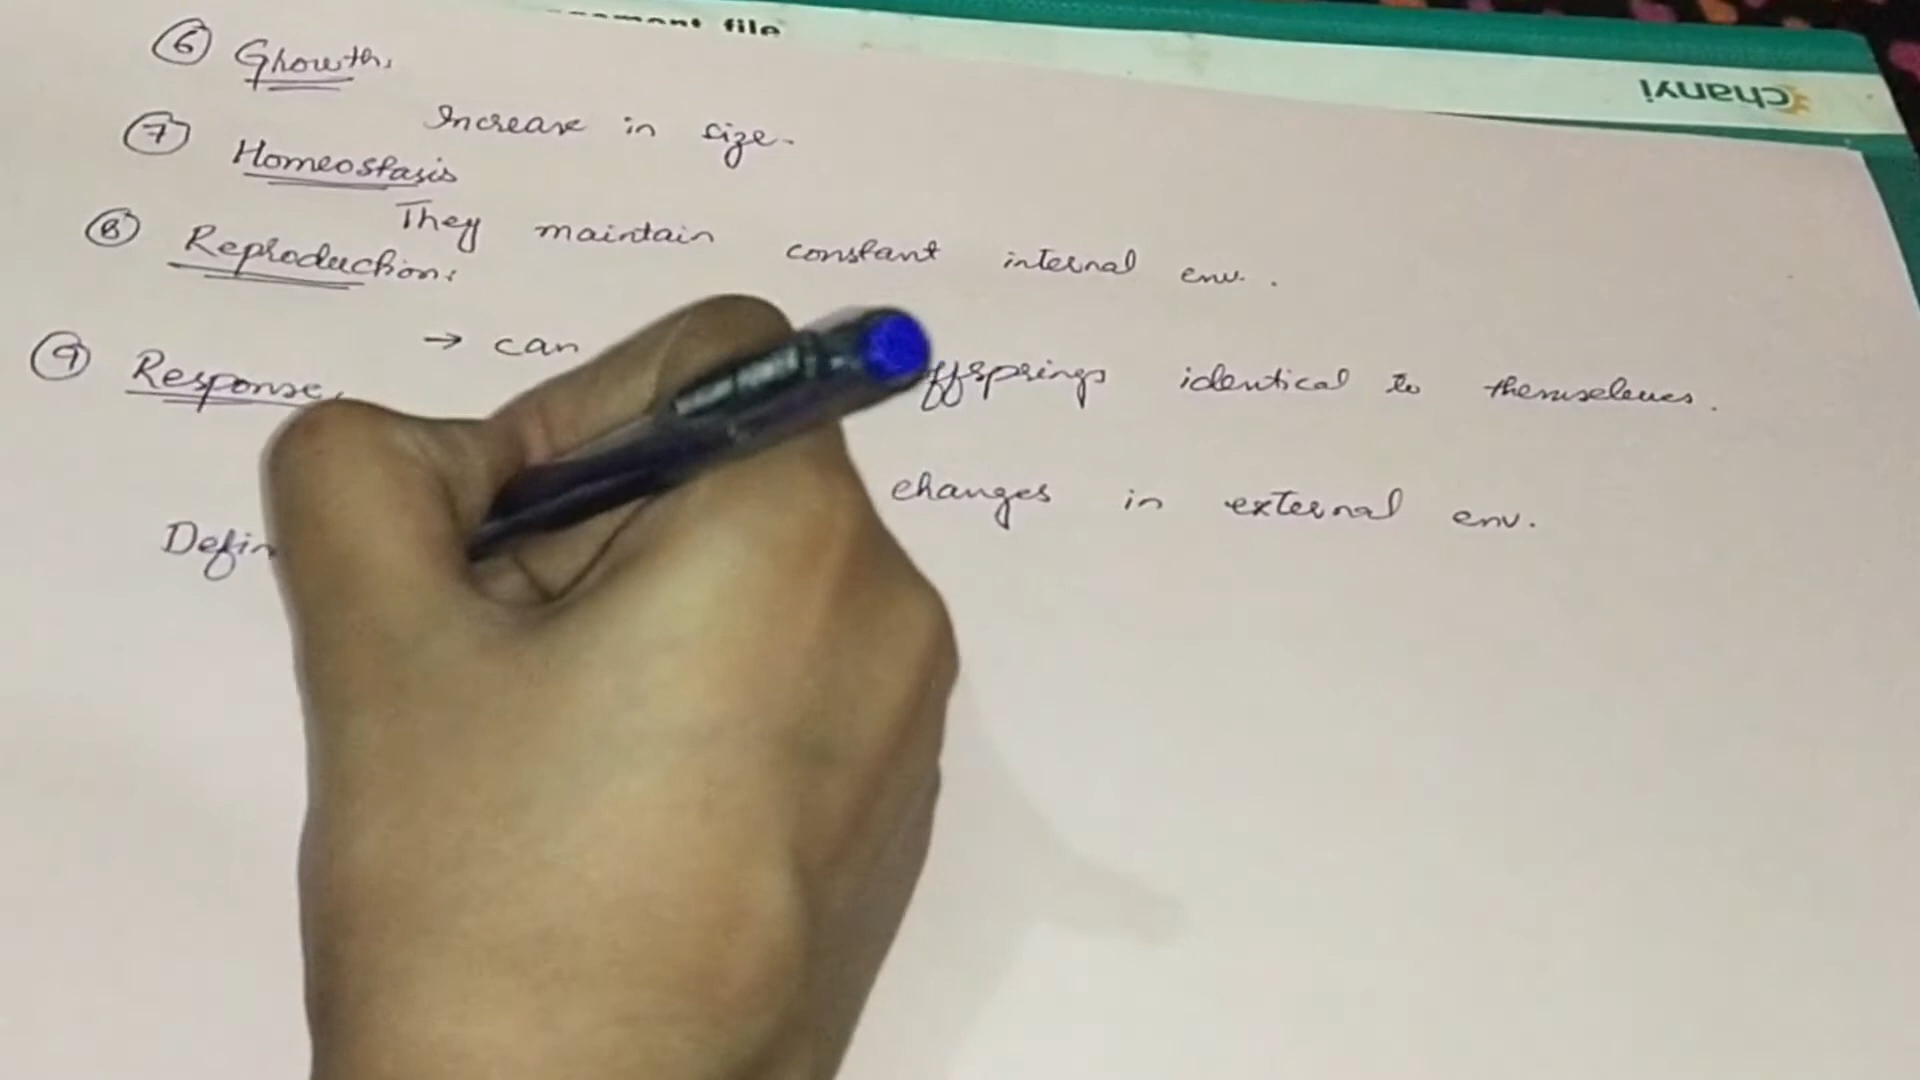 file
chanyi
⑥ Growth:
Increase in size.
⑦ Homeostasis
They maintain constant internal env.
⑧ Reproduction:
→ can offsprings identical to themselves.
⑨ Response:
changes in external env.
Defin